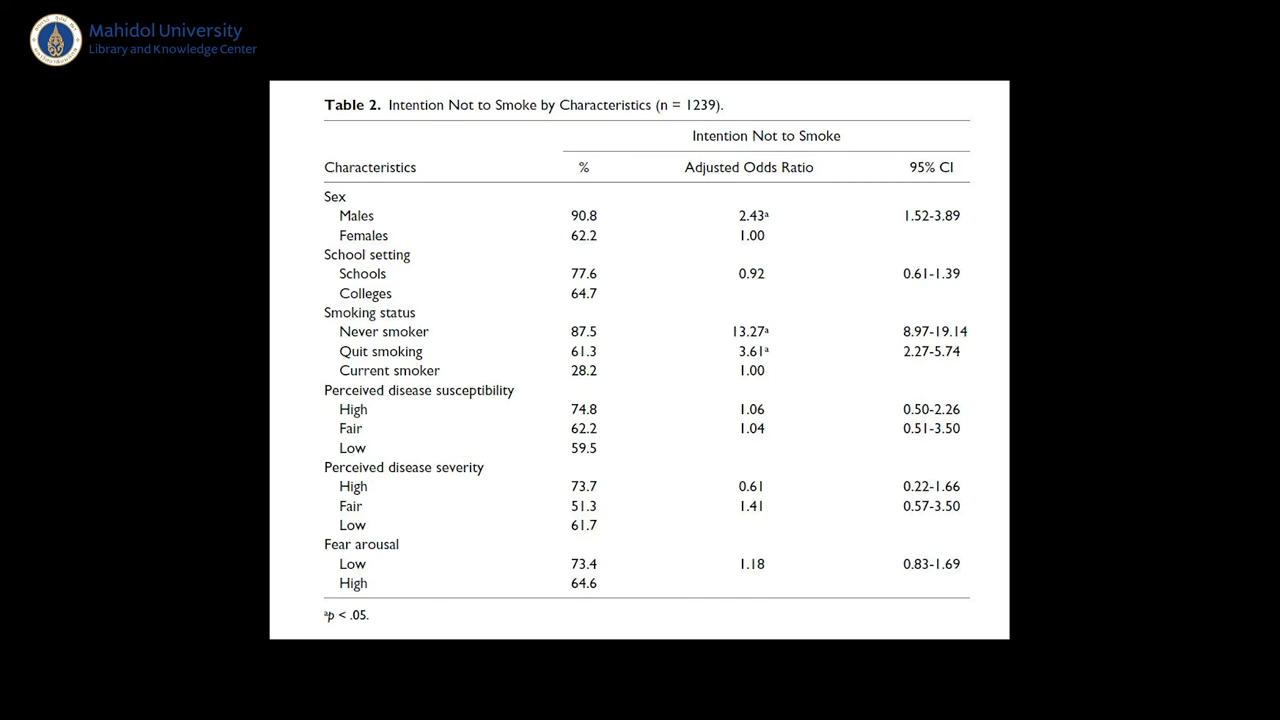 Mahidol University
Library and Knowledge Center
Table 2. Intention Not to Smoke by Characteristics (n = 1239).
Intention Not to Smoke
Characteristics % Adjusted Odds Ratio 95% CI
Sex
Males 90.8 2.43ᵃ 1.52-3.89
Females 62.2 1.00
School setting
Schools 77.6 0.92 0.61-1.39
Colleges 64.7
Smoking status
Never smoker 87.5 13.27ᵃ 8.97-19.14
Quit smoking 61.3 3.61ᵃ 2.27-5.74
Current smoker 28.2 1.00
Perceived disease susceptibility
High 74.8 1.06 0.50-2.26
Fair 62.2 1.04 0.51-3.50
Low 59.5
Perceived disease severity
High 73.7 0.61 0.22-1.66
Fair 51.3 1.41 0.57-3.50
Low 61.7
Fear arousal
Low 73.4 1.18 0.83-1.69
High 64.6
ᵃp < .05.